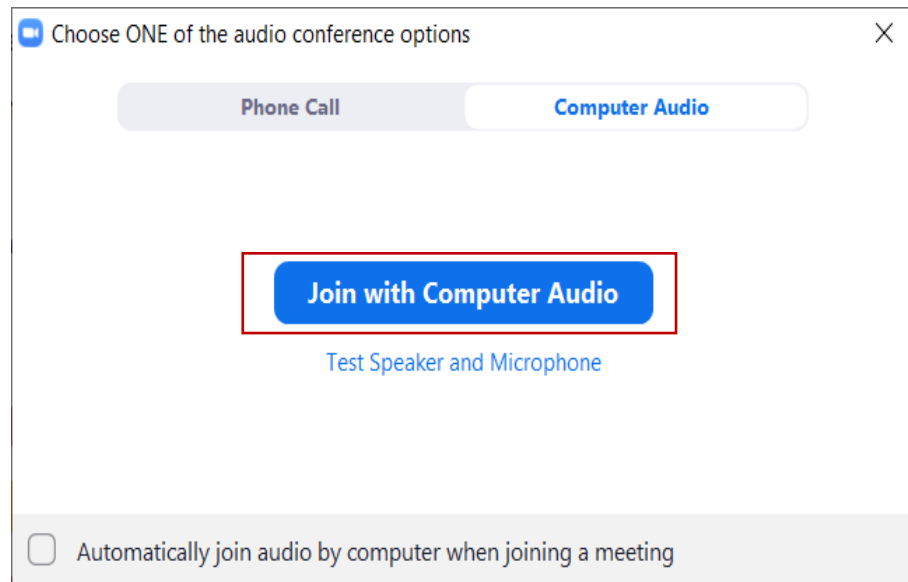 Choose ONE of the audio conference options
Phone Call Computer Audio
Join with Computer Audio
Test Speaker and Microphone
Automatically join audio by computer when joining a meeting